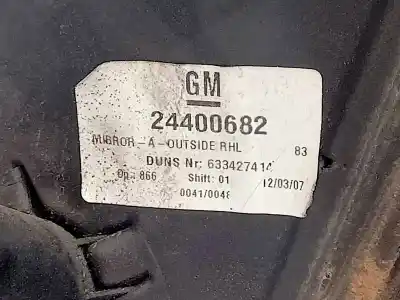 GM
24400682
MIRROR-A-OUTSIDE RHL 83
DUNS Nr: 633427414
Op.: 866 Shift: 01 12/03/07
0041/0048